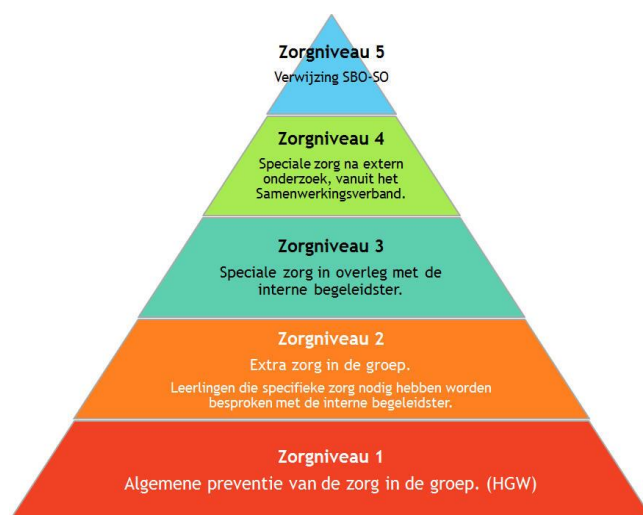 Zorgniveau 5
Verwijzing SBO-SO
Zorgniveau 4
Speciale zorg na extern
onderzoek, vanuit het
Samenwerkingsverband.
Zorgniveau 3
Speciale zorg in overleg met de
interne begeleidster.
Zorgniveau 2
Extra zorg in de groep.
Leerlingen die specifieke zorg nodig hebben worden
besproken met de interne begeleidster.
Zorgniveau 1
Algemene preventie van de zorg in de groep. (HGW)